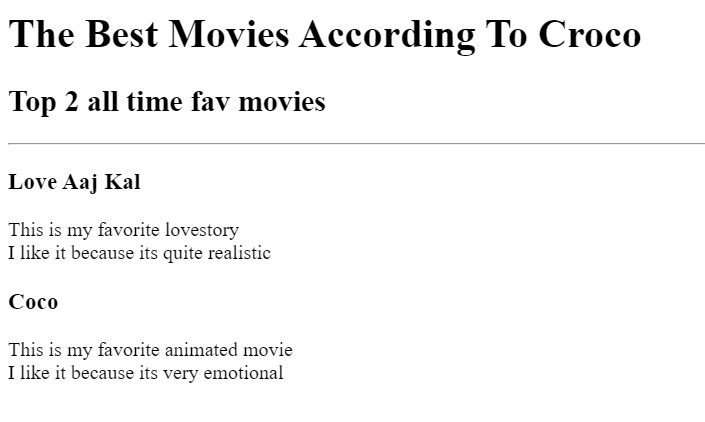 The Best Movies According To Croco
Top 2 all time fav movies
Love Aaj Kal
This is my favorite lovestory
I like it because its quite realistic
Coco
This is my favorite animated movie
I like it because its very emotional